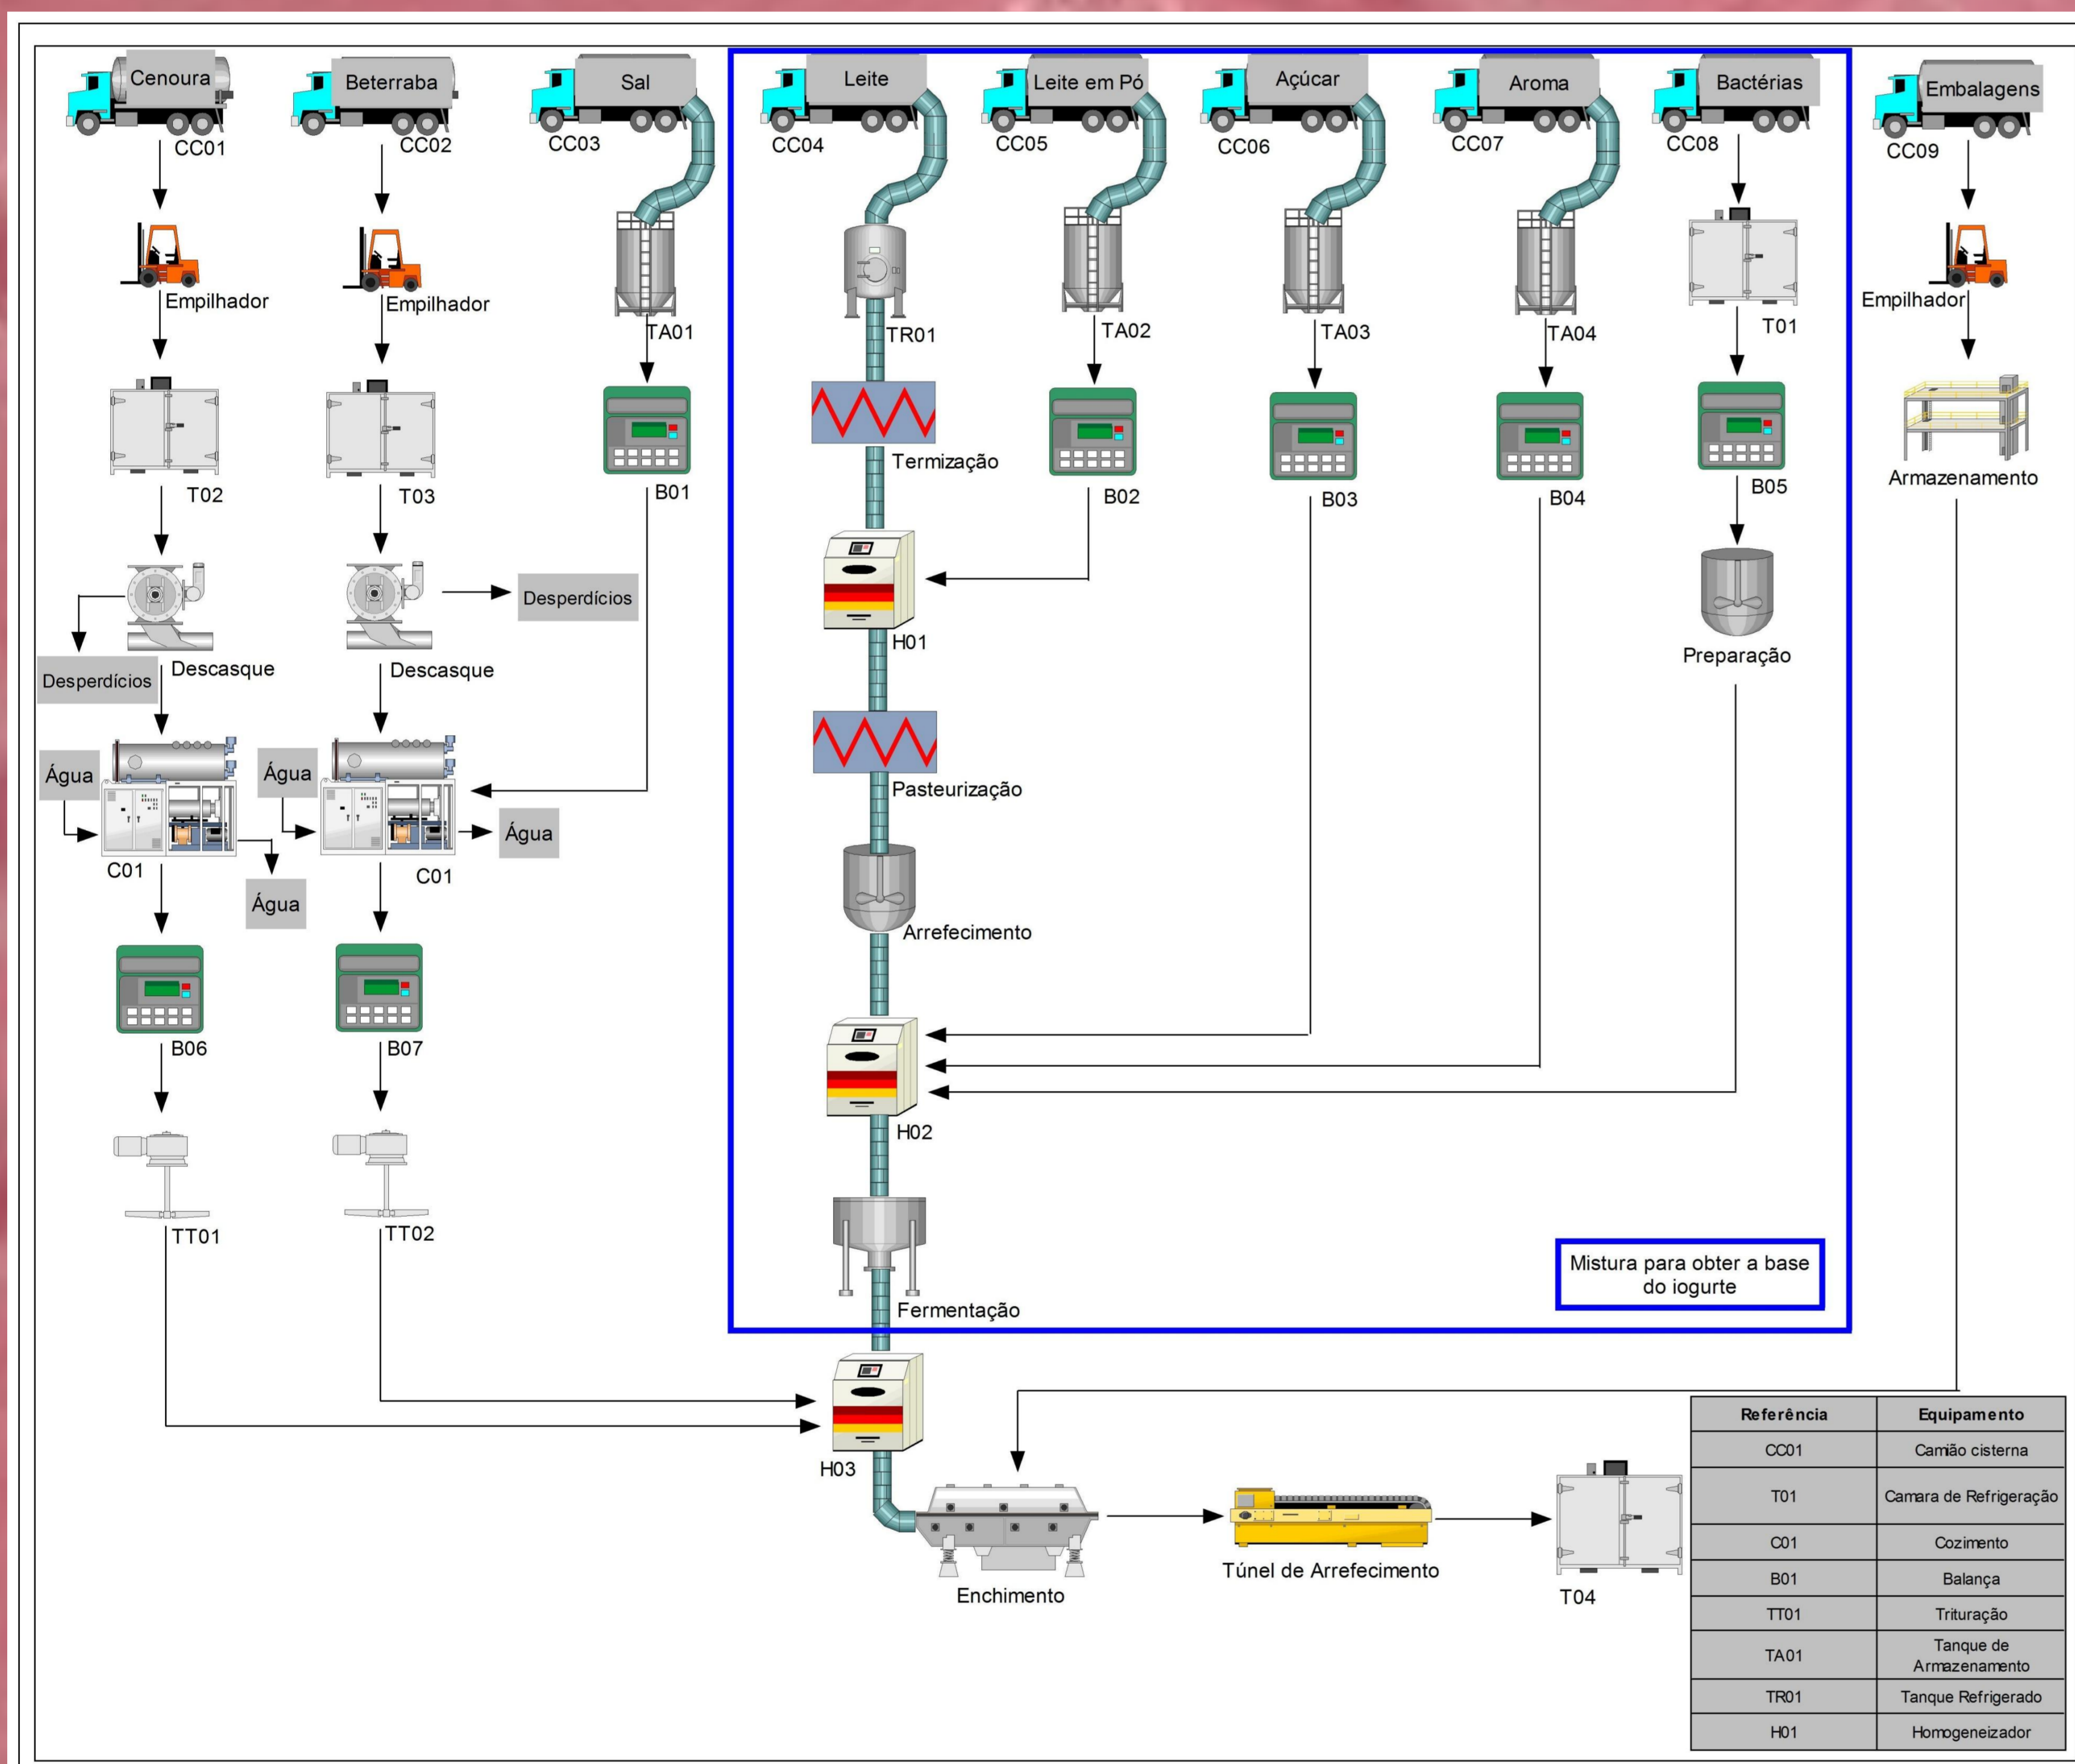 Cenoura
Beterraba
Sal
Leite
Leite em Pó
Açúcar
Aroma
Bactérias
Embalagens
CC01
CC02
CC03
CC04
CC05
CC06
CC07
CC08
CC09
Empilhador
Empilhador
TA01
TR01
TA02
TA03
TA04
T01
Empilhador
T02
T03
B01
Termização
B02
B03
B04
B05
Armazenamento
Desperdícios
Descasque
Desperdícios
Descasque
H01
Preparação
Água
Água
Água
Água
C01
C01
Pasteurização
Arrefecimento
B06
B07
H02
TT01
TT02
Fermentação
Mistura para obter a base
do iogurte
H03
Enchimento
Túnel de Arrefecimento
T04
Referência Equipamento
CC01 Camião cisterna
T01 Camara de Refrigeração
C01 Cozimento
B01 Balança
TT01 Trituração
TA01 Tanque de
Armazenamento
TR01 Tanque Refrigerado
H01 Homogeneizador